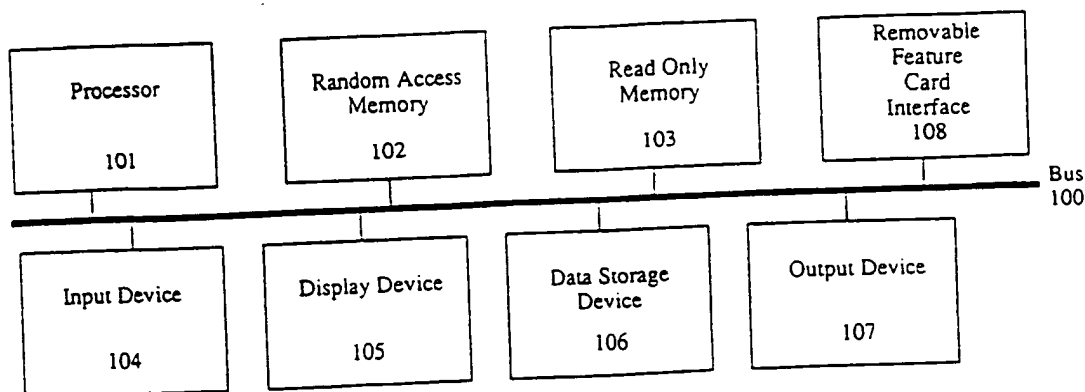 Processor
101
Random Access
Memory
102
Read Only
Memory
103
Removable
Feature
Card
Interface
108
Bus
100
Input Device
104
Display Device
105
Data Storage
Device
106
Output Device
107